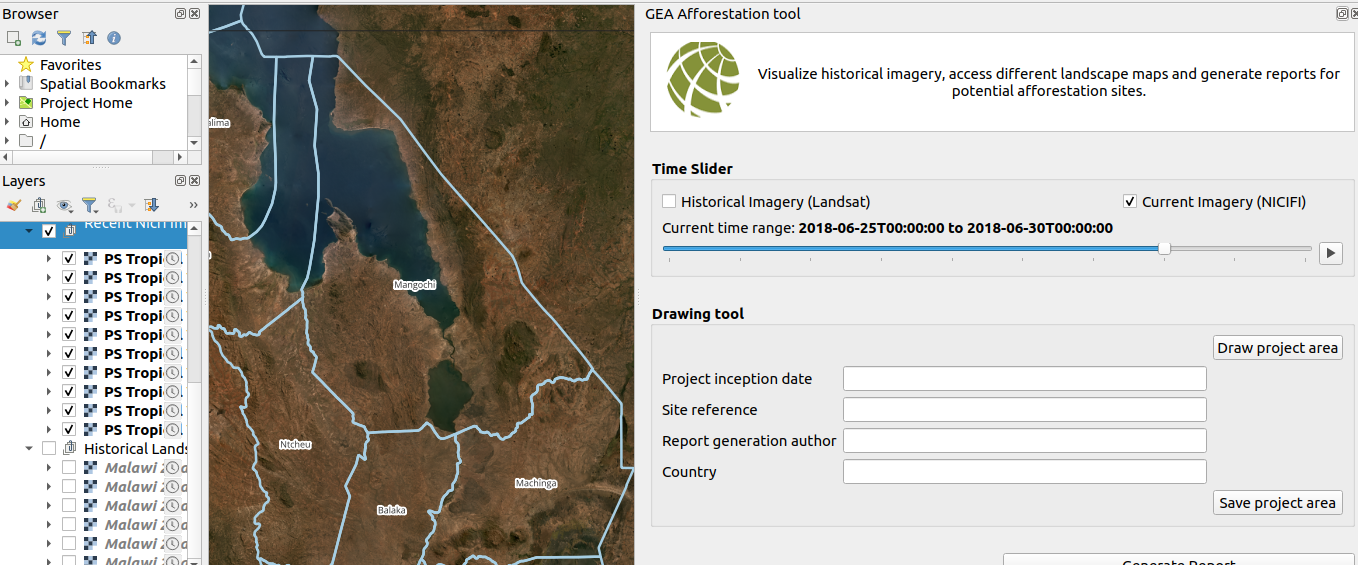 Browser
Favorites
Spatial Bookmarks
Project Home
Home
/
Layers
PS Tropi
PS Tropi
PS Tropi
PS Tropi
PS Tropi
PS Tropi
PS Tropi
PS Tropi
PS Tropi
PS Tropi
Historical Lands
Malawi 2
Malawi 2
Malawi 2
Malawi 2
Malawi 2
Malawi 2
alima
Mangochi
Ntcheu
Machinga
Balaka
GEA Afforestation tool
Visualize historical imagery, access different landscape maps and generate reports for
potential afforestation sites.
Time Slider
Historical Imagery (Landsat)
Current Imagery (NICIFI)
Current time range: 2018-06-25T00:00:00 to 2018-06-30T00:00:00
Drawing tool
Draw project area
Project inception date
Site reference
Report generation author
Country
Save project area
Generate Report